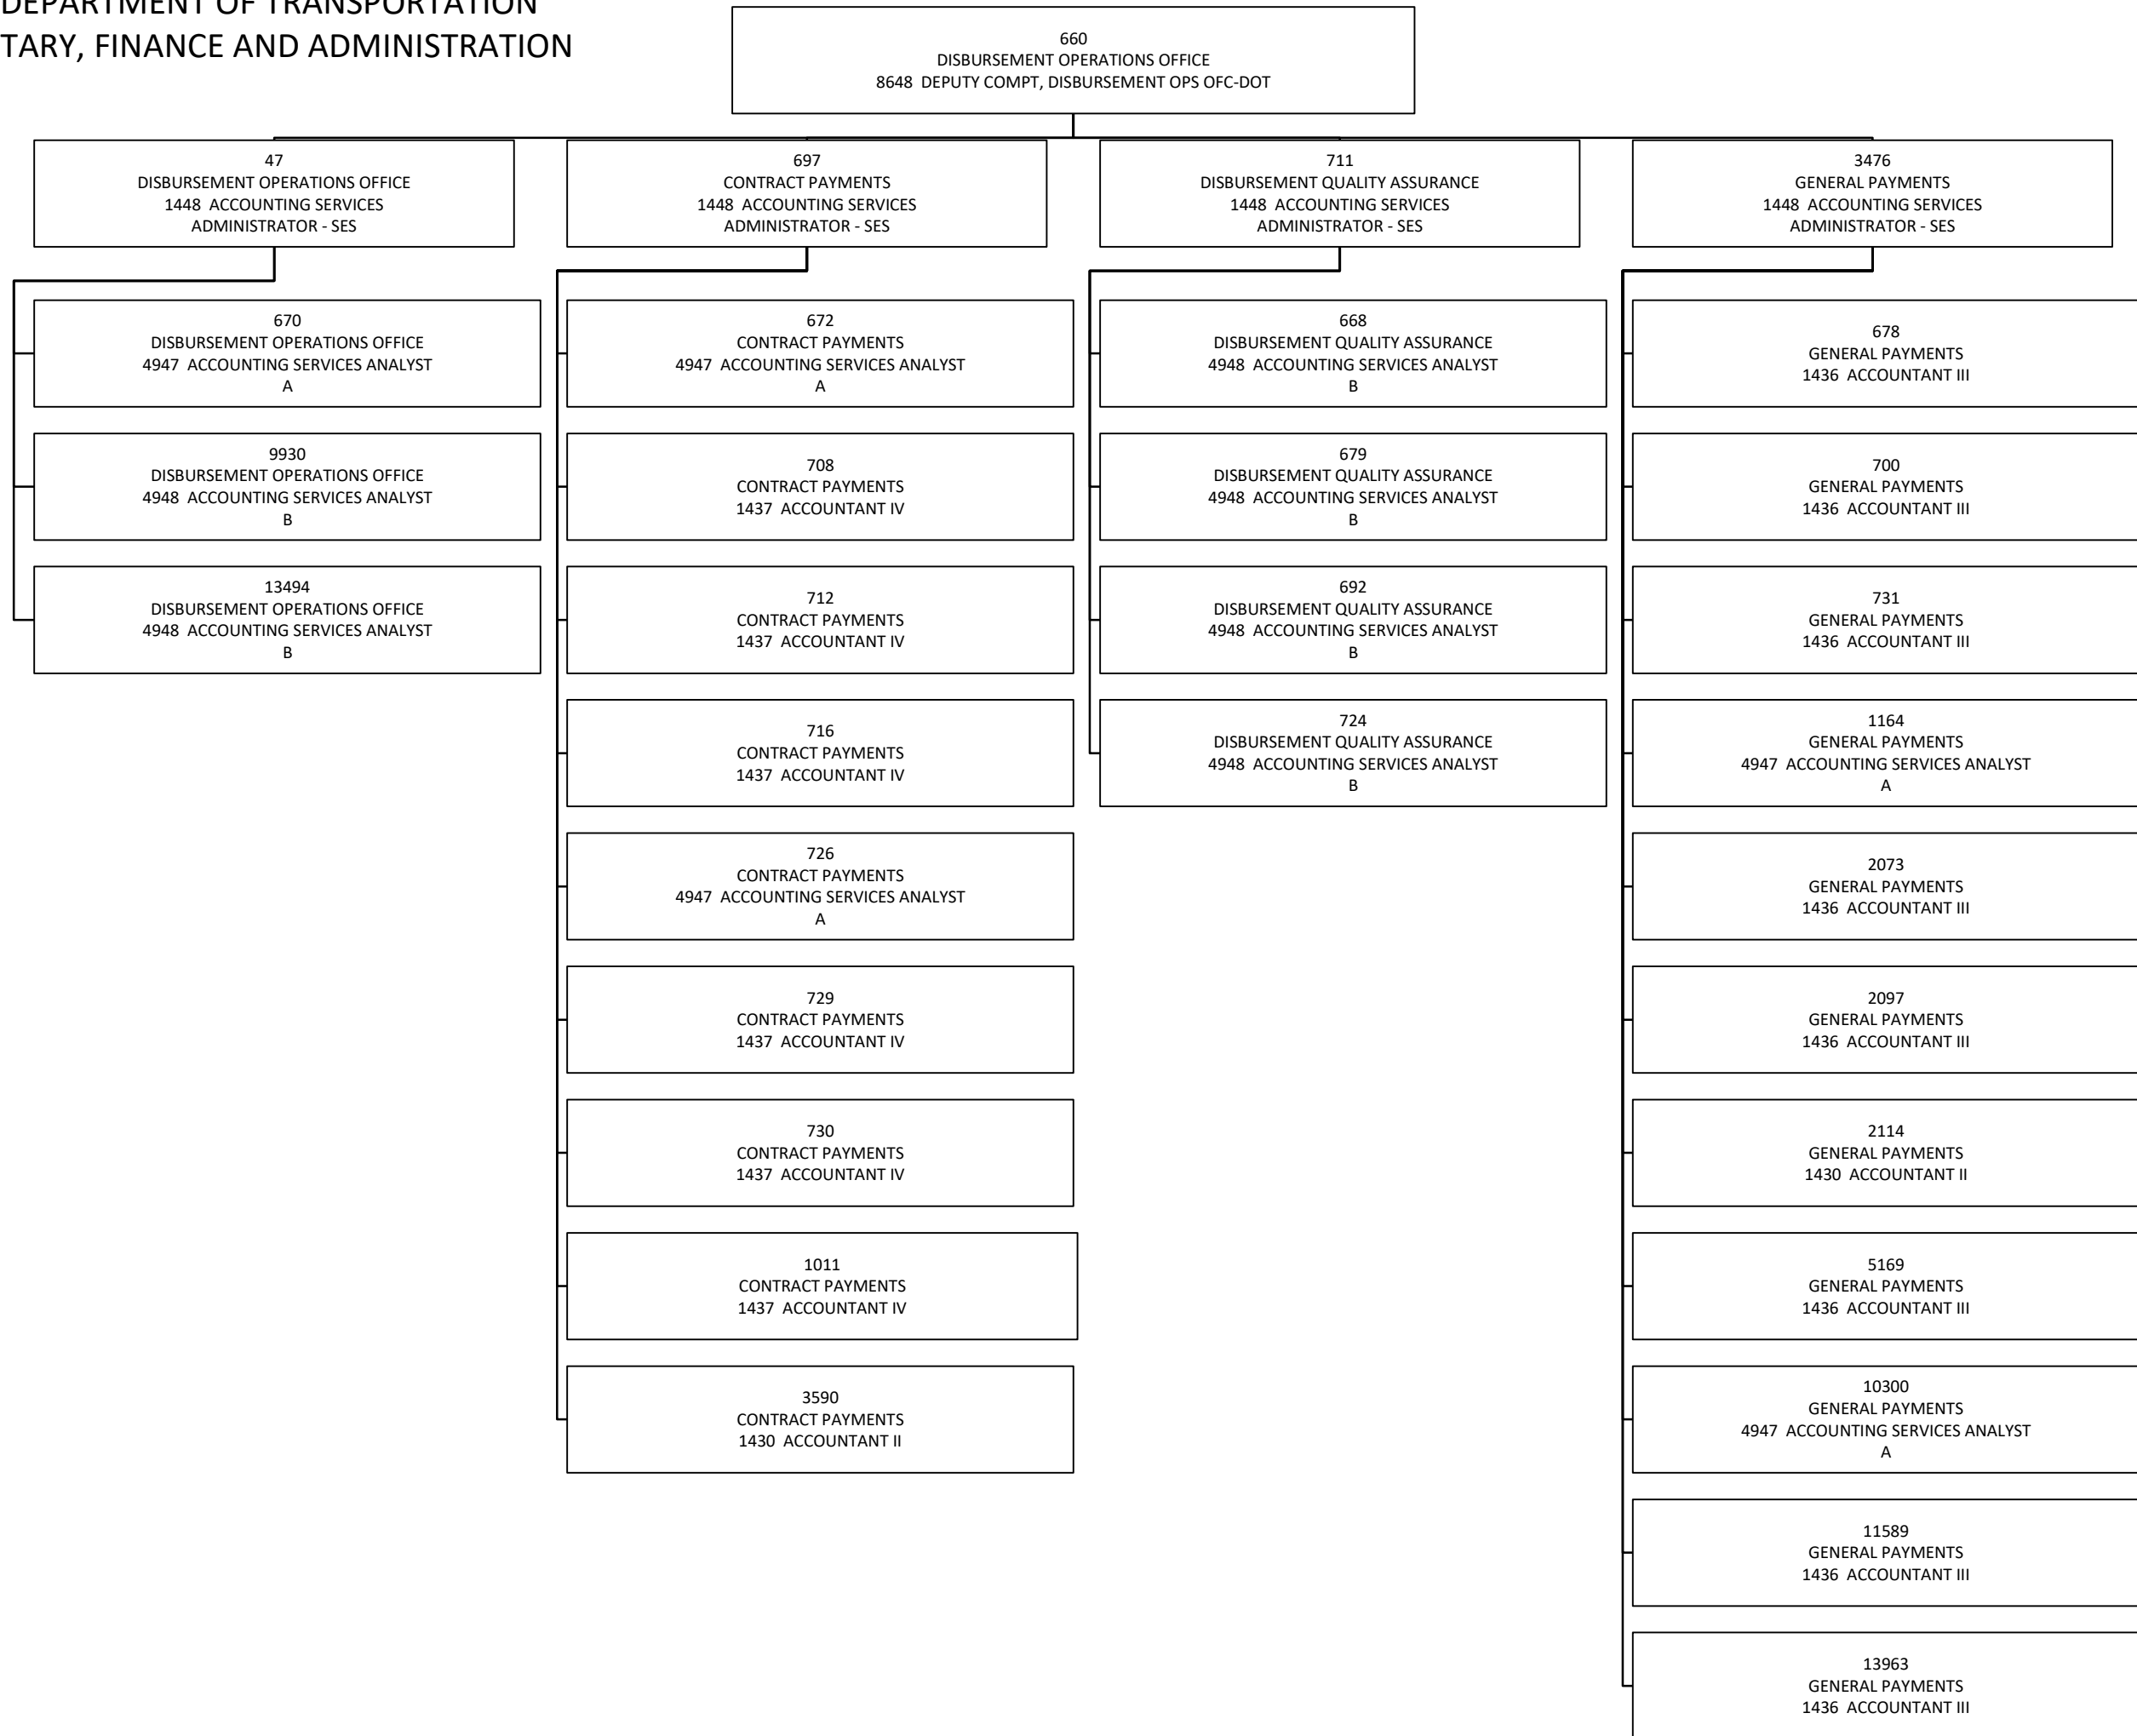 DEPARTMENT OF TRANSPORTATION
TARY, FINANCE AND ADMINISTRATION
660
DISBURSEMENT OPERATIONS OFFICE
8648 DEPUTY COMPT, DISBURSEMENT OPS OFC-DOT
47
DISBURSEMENT OPERATIONS OFFICE
1448 ACCOUNTING SERVICES
ADMINISTRATOR - SES
697
CONTRACT PAYMENTS
1448 ACCOUNTING SERVICES
ADMINISTRATOR - SES
711
DISBURSEMENT QUALITY ASSURANCE
1448 ACCOUNTING SERVICES
ADMINISTRATOR - SES
3476
GENERAL PAYMENTS
1448 ACCOUNTING SERVICES
ADMINISTRATOR - SES
670
DISBURSEMENT OPERATIONS OFFICE
4947 ACCOUNTING SERVICES ANALYST
A
9930
DISBURSEMENT OPERATIONS OFFICE
4948 ACCOUNTING SERVICES ANALYST
B
13494
DISBURSEMENT OPERATIONS OFFICE
4948 ACCOUNTING SERVICES ANALYST
B
672
CONTRACT PAYMENTS
4947 ACCOUNTING SERVICES ANALYST
A
708
CONTRACT PAYMENTS
1437 ACCOUNTANT IV
712
CONTRACT PAYMENTS
1437 ACCOUNTANT IV
716
CONTRACT PAYMENTS
1437 ACCOUNTANT IV
726
CONTRACT PAYMENTS
4947 ACCOUNTING SERVICES ANALYST
A
729
CONTRACT PAYMENTS
1437 ACCOUNTANT IV
730
CONTRACT PAYMENTS
1437 ACCOUNTANT IV
1011
CONTRACT PAYMENTS
1437 ACCOUNTANT IV
3590
CONTRACT PAYMENTS
1430 ACCOUNTANT II
668
DISBURSEMENT QUALITY ASSURANCE
4948 ACCOUNTING SERVICES ANALYST
B
679
DISBURSEMENT QUALITY ASSURANCE
4948 ACCOUNTING SERVICES ANALYST
B
692
DISBURSEMENT QUALITY ASSURANCE
4948 ACCOUNTING SERVICES ANALYST
B
724
DISBURSEMENT QUALITY ASSURANCE
4948 ACCOUNTING SERVICES ANALYST
B
678
GENERAL PAYMENTS
1436 ACCOUNTANT III
700
GENERAL PAYMENTS
1436 ACCOUNTANT III
731
GENERAL PAYMENTS
1436 ACCOUNTANT III
1164
GENERAL PAYMENTS
4947 ACCOUNTING SERVICES ANALYST
A
2073
GENERAL PAYMENTS
1436 ACCOUNTANT III
2097
GENERAL PAYMENTS
1436 ACCOUNTANT III
2114
GENERAL PAYMENTS
1430 ACCOUNTANT II
5169
GENERAL PAYMENTS
1436 ACCOUNTANT III
10300
GENERAL PAYMENTS
4947 ACCOUNTING SERVICES ANALYST
A
11589
GENERAL PAYMENTS
1436 ACCOUNTANT III
13963
GENERAL PAYMENTS
1436 ACCOUNTANT III